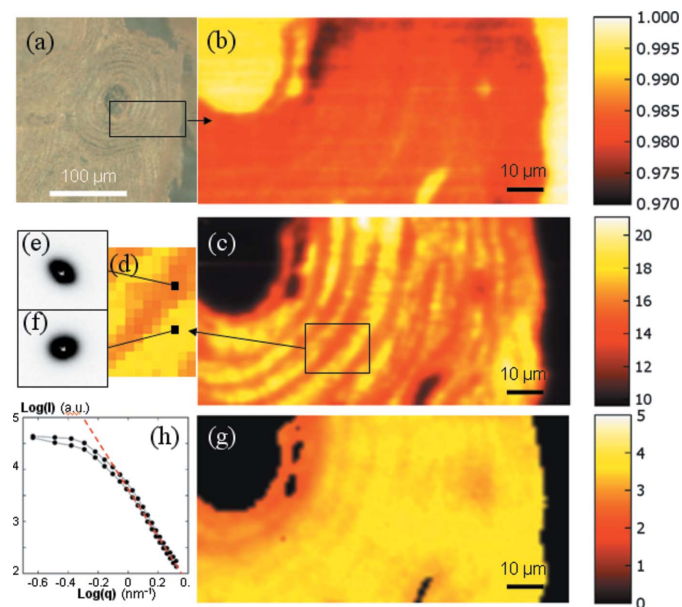 (a)
100 µm
(b)
10 µm
1.000
0.995
0.990
0.985
0.980
0.975
0.970
(e)
(d)
(f)
(c)
10 µm
20
18
16
14
12
10
Log(I) (a.u.)
(h)
5
4
3
2
-0.6 -0.4 -0.2 0 0.2 0.4
Log(q) (nm⁻¹)
(g)
10 µm
5
4
3
2
1
0